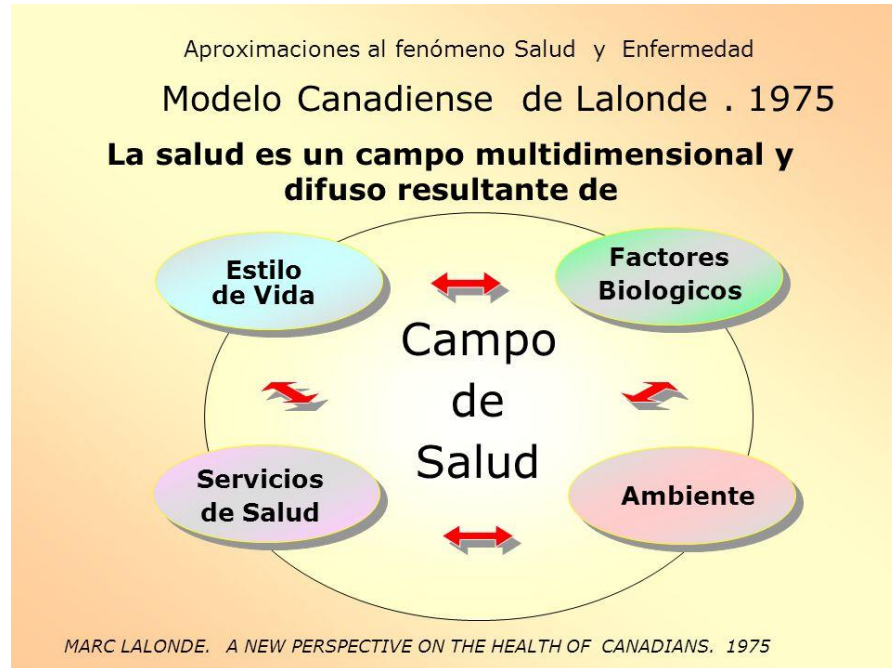 Aproximaciones al fenómeno Salud y Enfermedad
Modelo Canadiense de Lalonde . 1975
La salud es un campo multidimensional y
difuso resultante de
Estilo
de Vida
Factores
Biologicos
Campo
de
Salud
Servicios
de Salud
Ambiente
MARC LALONDE. A NEW PERSPECTIVE ON THE HEALTH OF CANADIANS. 1975